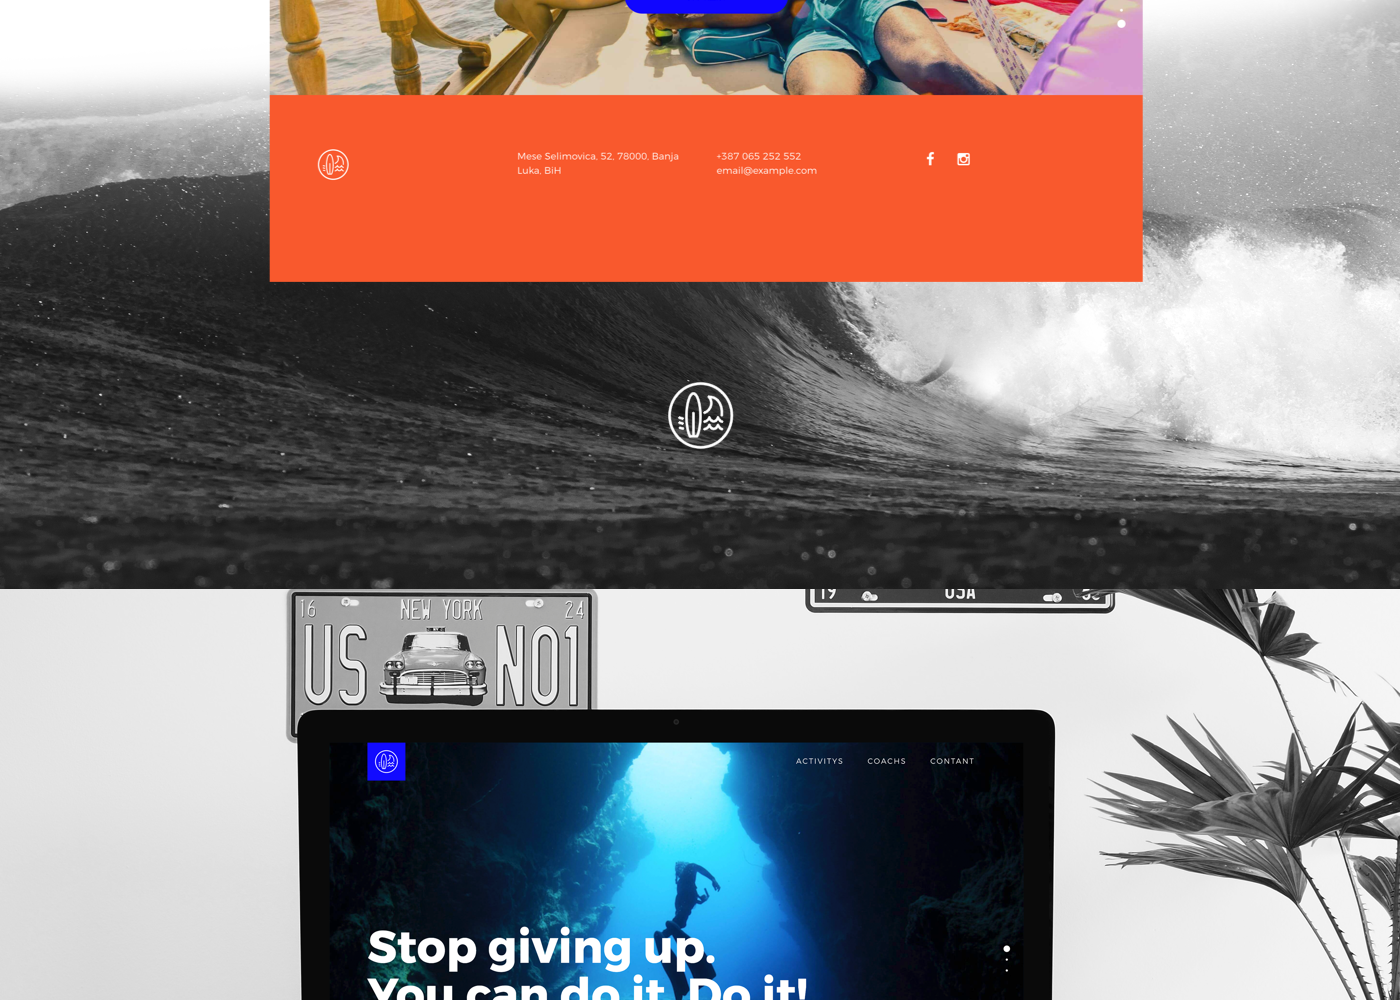 Mese Selimovica, 52, 78000, Banja
Luka, BiH
+387 065 252 552
email@example.com
16 NEW YORK 24
US NO1
19 USA
ACTIVITYS COACHS CONTANT
Stop giving up.
You can do it. Do it!